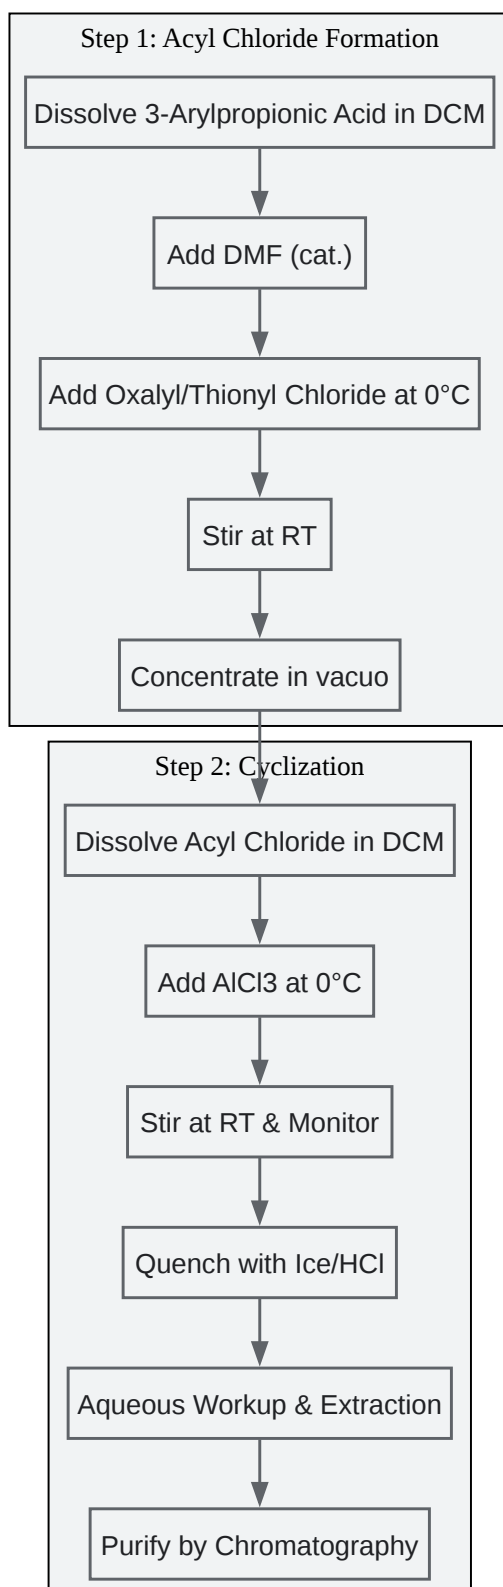 Step 1: Acyl Chloride Formation
Dissolve 3-Arylpropionic Acid in DCM
Add DMF (cat.)
Add Oxalyl/Thionyl Chloride at 0°C
Stir at RT
Concentrate in vacuo
Step 2: Cyclization
Dissolve Acyl Chloride in DCM
Add AlCl3 at 0°C
Stir at RT & Monitor
Quench with Ice/HCl
Aqueous Workup & Extraction
Purify by Chromatography